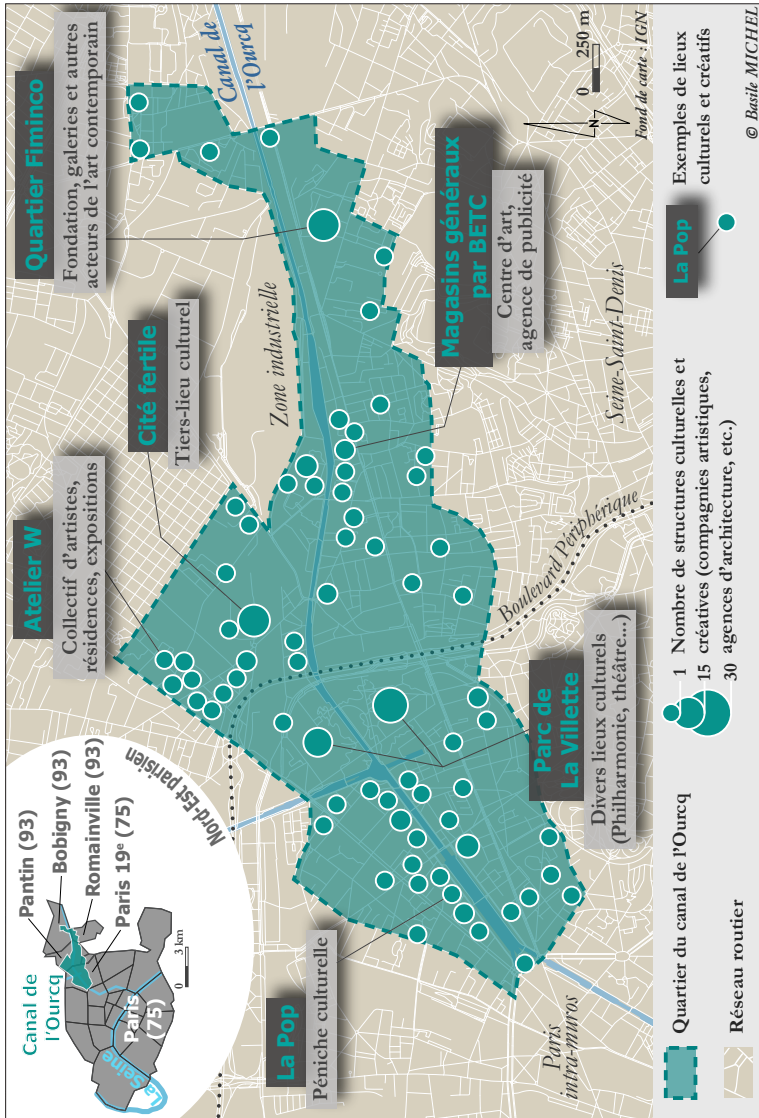 Pantin (93)
Bobigny (93)
Romainville (93)
Paris 19e (75)
Canal de
l'Ourcq
Paris
(75)
La Seine
0 3 km
Nord-Est parisien
Atelier W
Collectif d'artistes,
résidences, expositions
Cité fertile
Tiers-lieu culturel
Quartier Fiminco
Fondation, galeries et autres
acteurs de l'art contemporain
Canal de
l'Ourcq
Zone industrielle
La Pop
Péniche culturelle
Paris
intra-muros
Parc de
La Villette
Divers lieux culturels
(Philharmonie, théâtre...)
Boulevard Périphérique
Magasins généraux
par BETC
Centre d'art,
agence de publicité
Seine-Saint-Denis
N
0 250 m
Fond de carte : IGN
Quartier du canal de l'Ourcq
Réseau routier
1 Nombre de structures culturelles et
15 créatives (compagnies artistiques,
30 agences d'architecture, etc.)
La Pop
Exemples de lieux
culturels et créatifs
© Basile MICHEL